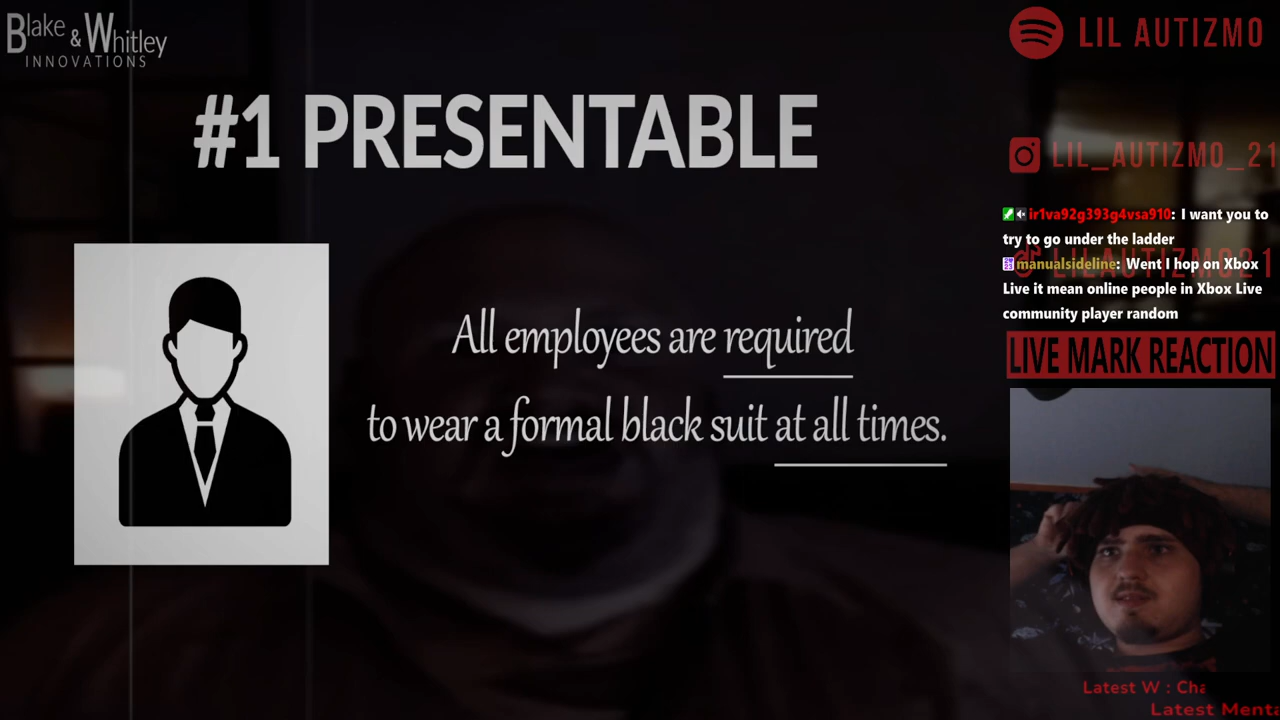 Blake & Whitley
INNOVATIONS
#1 PRESENTABLE
All employees are required
to wear a formal black suit at all times.
LIL AUTIZMO
LIL_AUTIZMO_21
ir1va92g393g4vsa910: I want you to
try to go under the ladder
LILAUTIZMO21
manualsideline: Went I hop on Xbox
Live it mean online people in Xbox Live
community player random
LIVE MARK REACTION
Latest W : Cha
Latest Menta